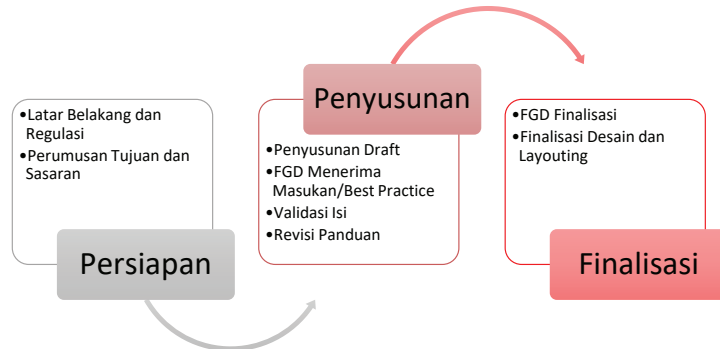 •Latar Belakang dan
Regulasi
•Perumusan Tujuan dan
Sasaran
Persiapan
Penyusunan
•Penyusunan Draft
•FGD Menerima
Masukan/Best Practice
•Validasi Isi
•Revisi Panduan
•FGD Finalisasi
•Finalisasi Desain dan
Layouting
Finalisasi